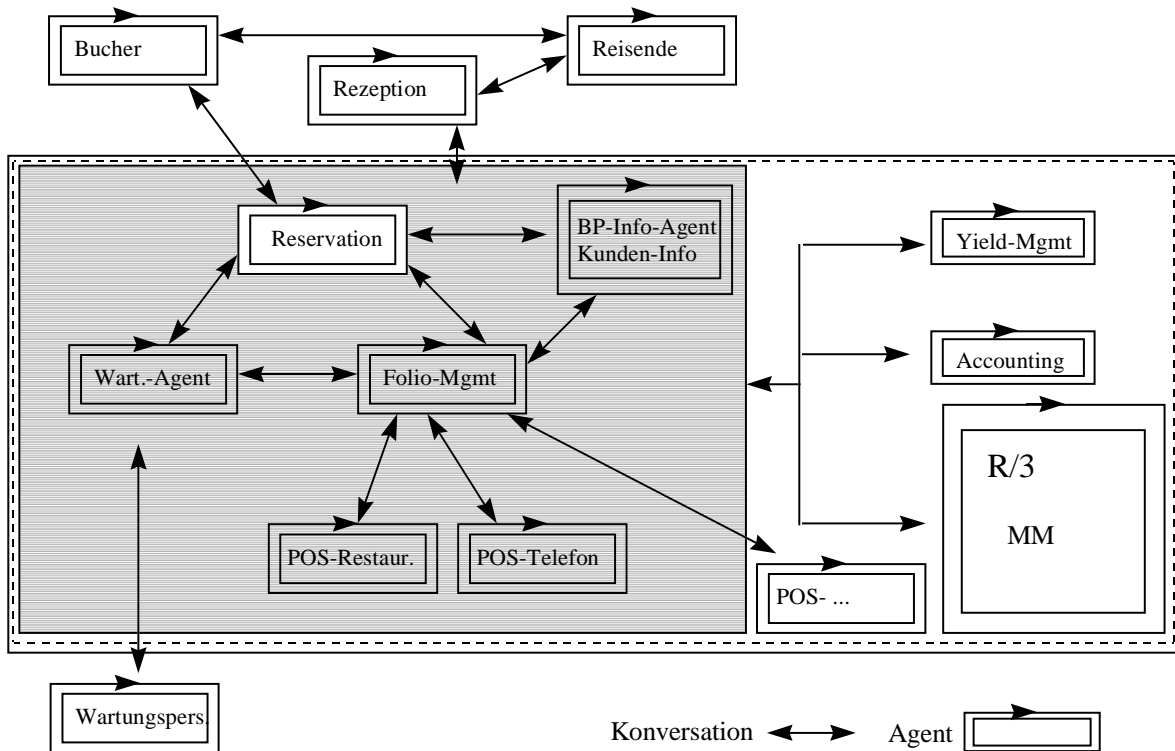 Bucher
Reisende
Rezeption
Reservation
BP-Info-Agent
Kunden-Info
Yield-Mgmt
Wart.-Agent
Folio-Mgmt
Accounting
R/3
MM
POS-Restaur.
POS-Telefon
POS- ...
Wartungspers.
Konversation
Agent